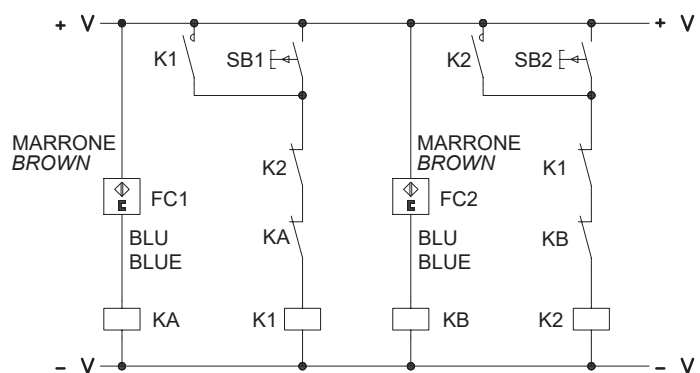 + V
+ V
K1
SB1
K2
SB2
MARRONE
BROWN
MARRONE
BROWN
K2
K1
FC1
FC2
KA
KB
BLU
BLUE
BLU
BLUE
KA
K1
KB
K2
– V
– V